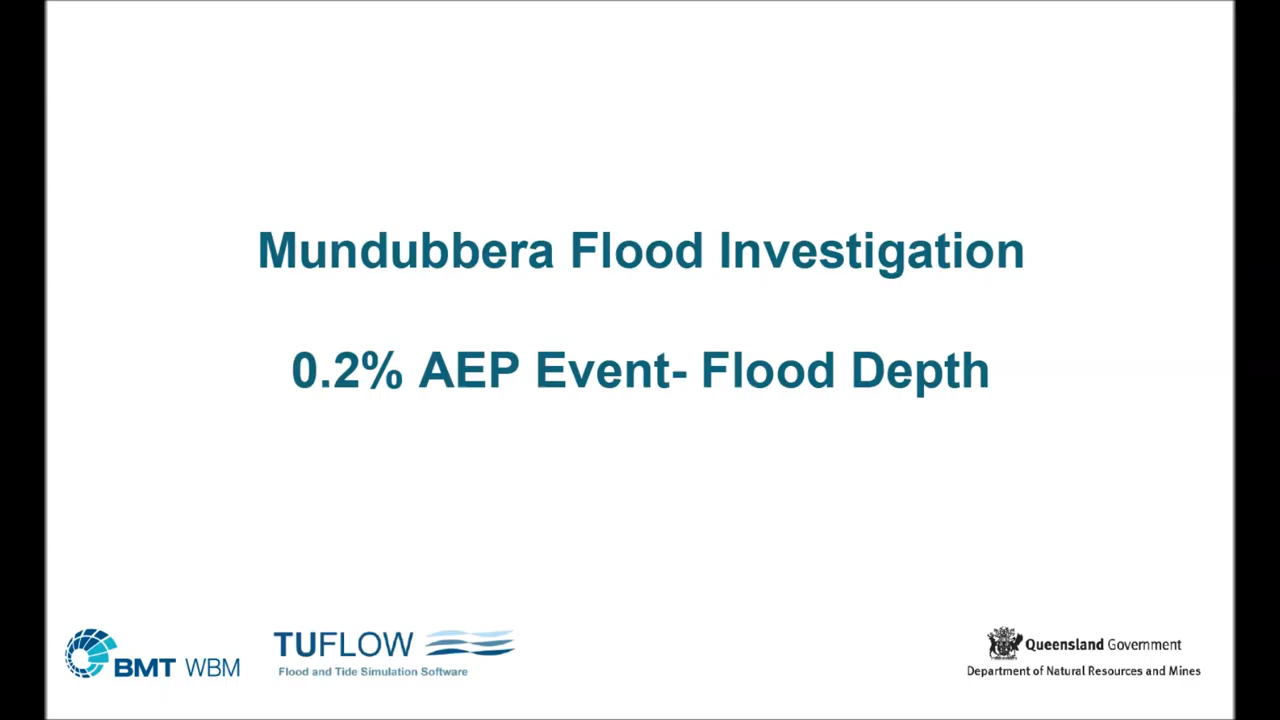 Mundubbera Flood Investigation
0.2% AEP Event- Flood Depth
BMT WBM
TUFLOW
Flood and Tide Simulation Software
Queensland Government
Department of Natural Resources and Mines